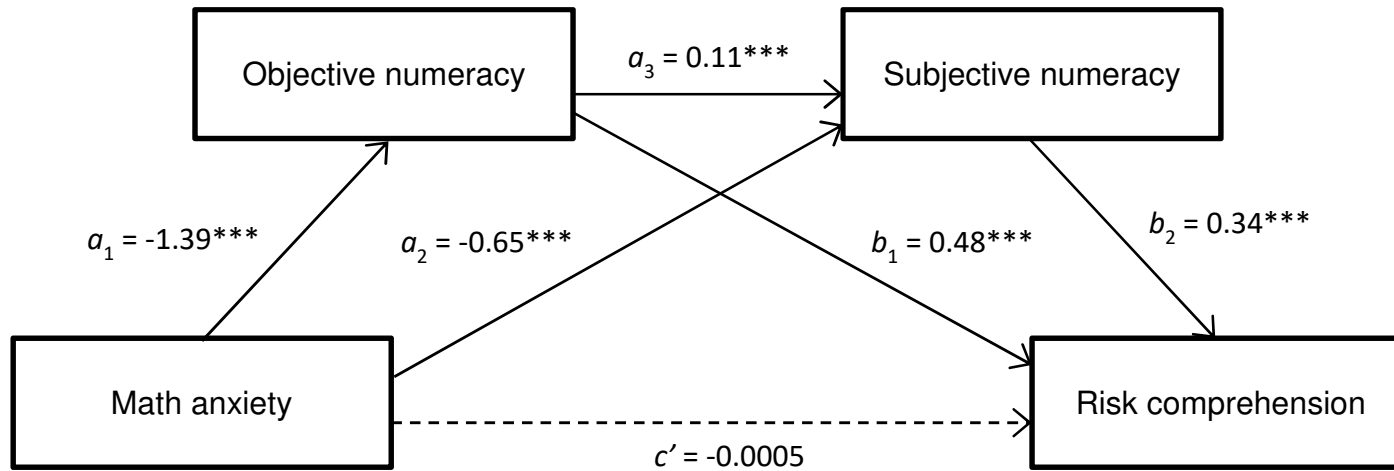 Objective numeracy
a₃ = 0.11***
Subjective numeracy
a₁ = -1.39***
a₂ = -0.65***
b₁ = 0.48***
b₂ = 0.34***
Math anxiety
Risk comprehension
c′ = -0.0005